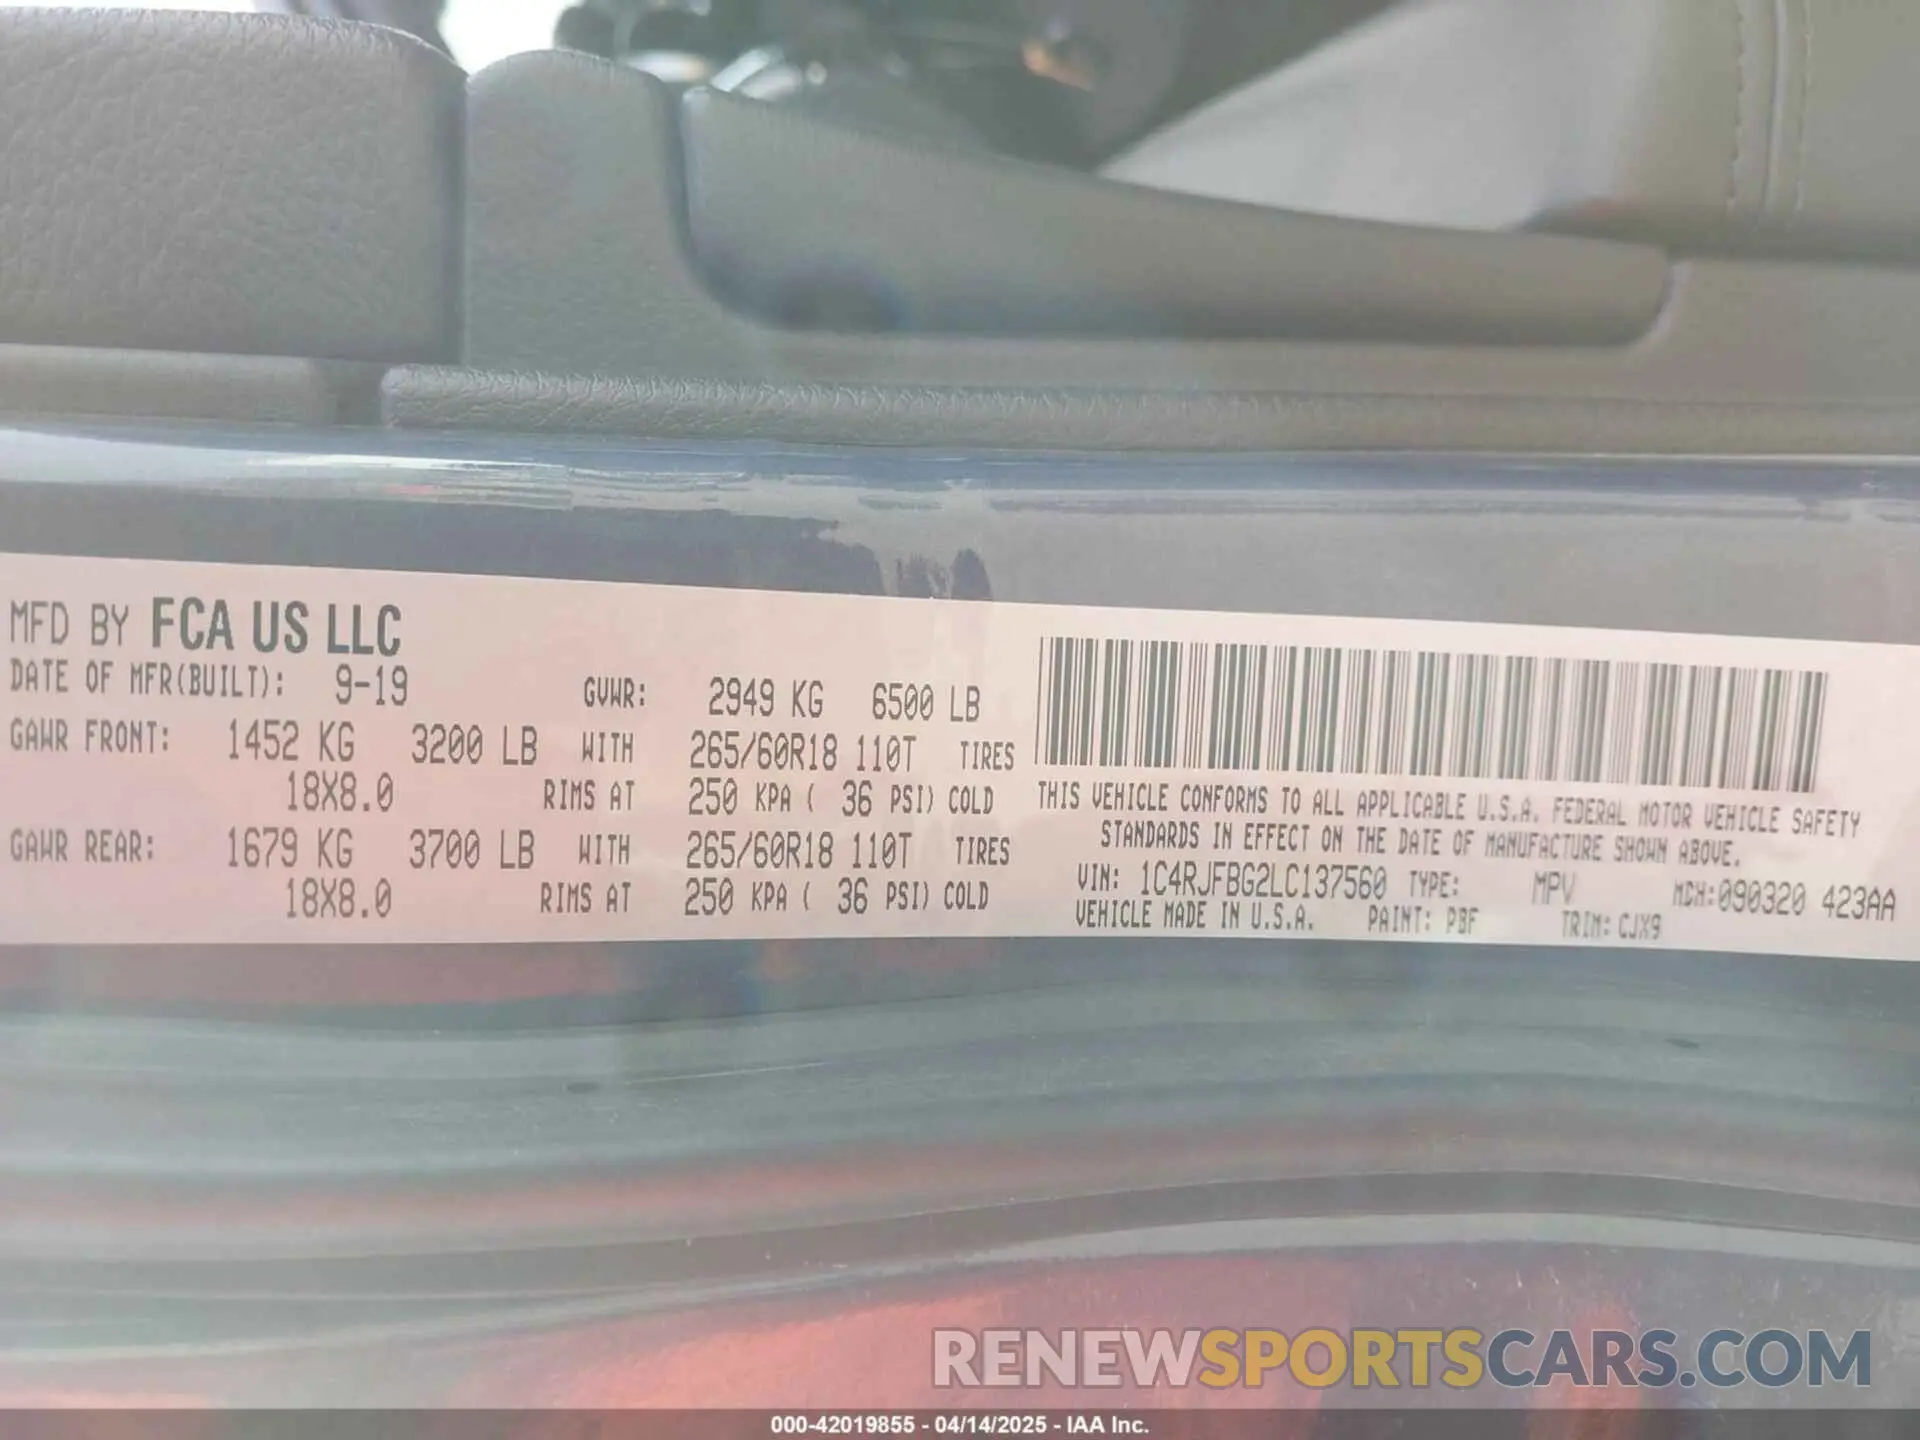 MFD BY FCA US LLC
DATE OF MFR(BUILT): 9-19 GVWR: 2949 KG 6500 LB
GAWR FRONT: 1452 KG 3200 LB WITH 265/60R18 110T TIRES
18X8.0 RIMS AT 250 KPA ( 36 PSI) COLD
GAWR REAR: 1679 KG 3700 LB WITH 265/60R18 110T TIRES
18X8.0 RIMS AT 250 KPA ( 36 PSI) COLD
THIS VEHICLE CONFORMS TO ALL APPLICABLE U.S.A. FEDERAL MOTOR VEHICLE SAFETY
STANDARDS IN EFFECT ON THE DATE OF MANUFACTURE SHOWN ABOVE.
VIN: 1C4RJFBG2LC137560 TYPE: MPV MDH:090320 423AA
VEHICLE MADE IN U.S.A. PAINT: PBF TRIM: CJX9
RENEWSPORTSCARS.COM
000-42019855 - 04/14/2025 - IAA Inc.